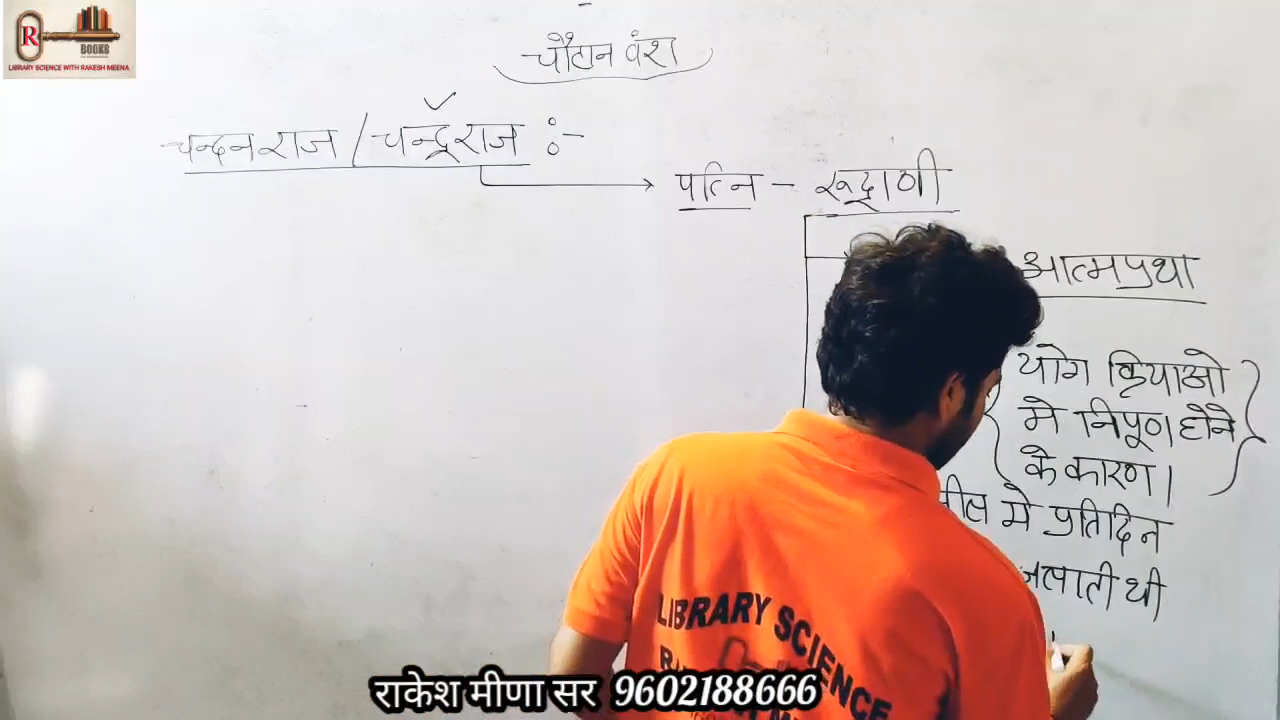 R
BOOKS
LIBRARY SCIENCE WITH RAKESH MEENA
चौहान वंश
चन्दनराज / चन्द्रराज :-
पत्नि - रूद्राणी
आत्मप्रभा
योग क्रियाओ
मे निपूण होने
के कारण।
मे प्रतिदिन
जलाती थी
LIBRARY SCIENCE
राकेश मीणा सर 9602188666